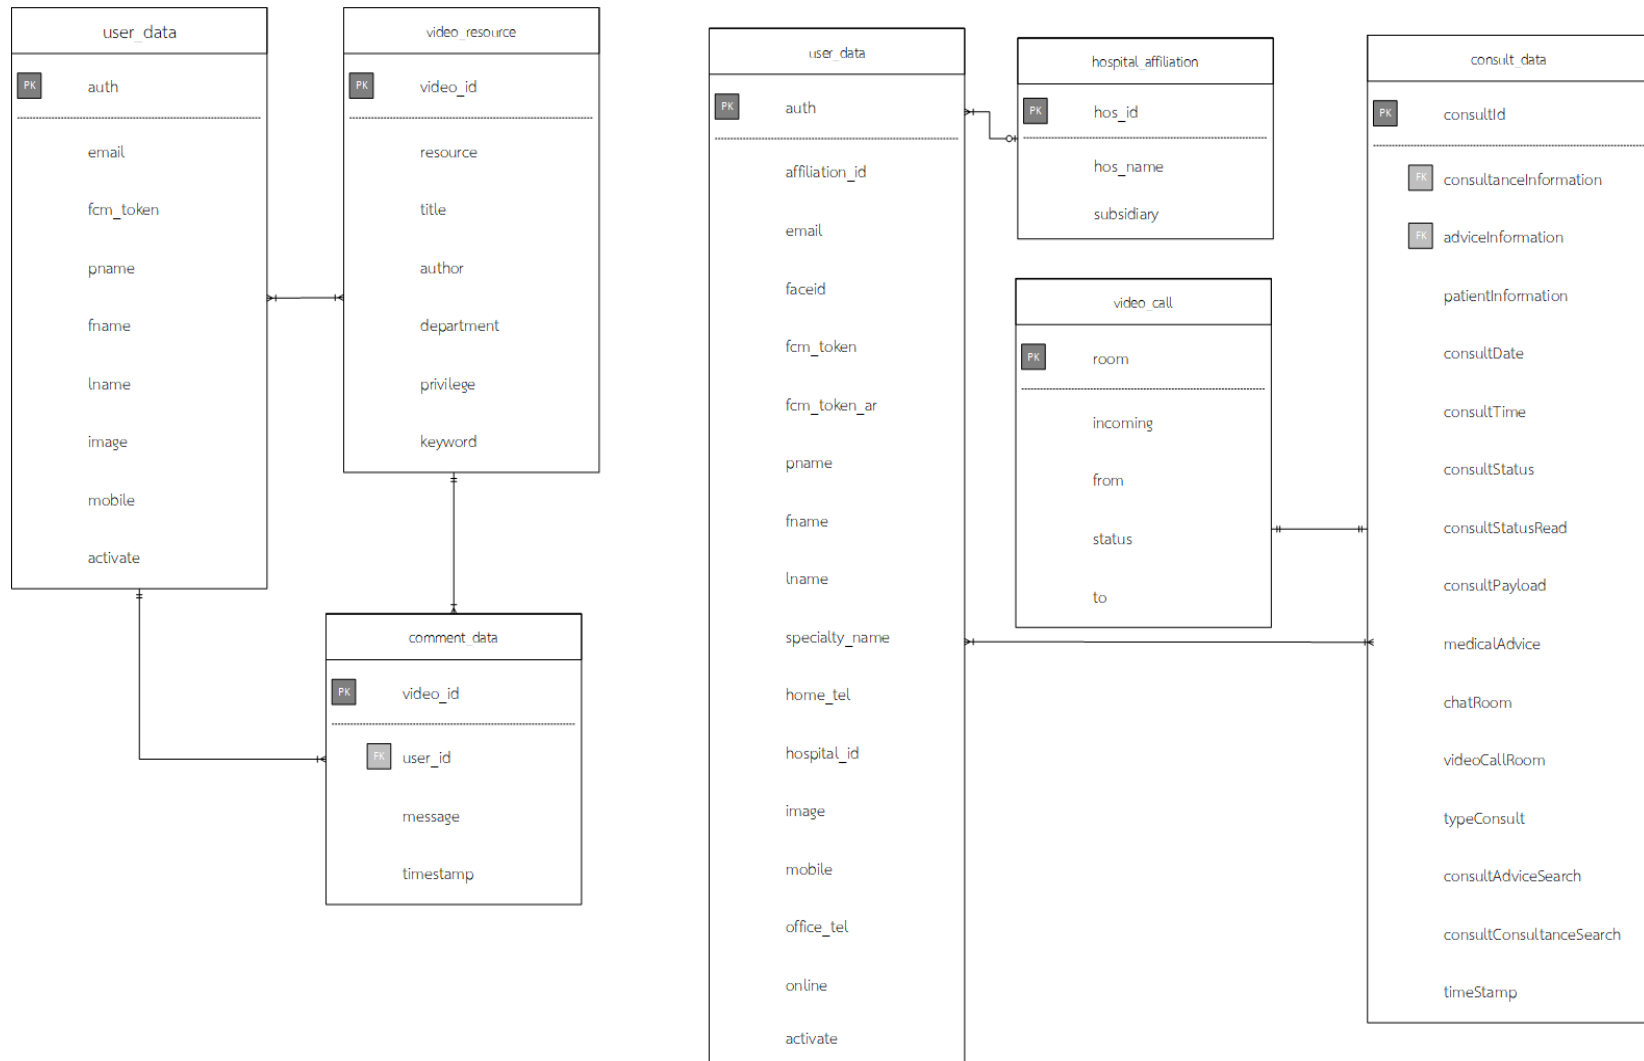 user_data
PK auth
email
fcm_token
pname
fname
lname
image
mobile
activate
video_resource
PK video_id
resource
title
author
department
privilege
keyword
comment_data
PK video_id
FK user_id
message
timestamp
user_data
PK auth
affiliation_id
email
faceid
fcm_token
fcm_token_ar
pname
fname
lname
specialty_name
home_tel
hospital_id
image
mobile
office_tel
online
activate
hospital_affiliation
PK hos_id
hos_name
subsidiary
video_call
PK room
incoming
from
status
to
consult_data
PK consultId
FK consultanceInformation
FK adviceInformation
patientInformation
consultDate
consultTime
consultStatus
consultStatusRead
consultPayload
medicalAdvice
chatRoom
videoCallRoom
typeConsult
consultAdviceSearch
consultConsultanceSearch
timeStamp